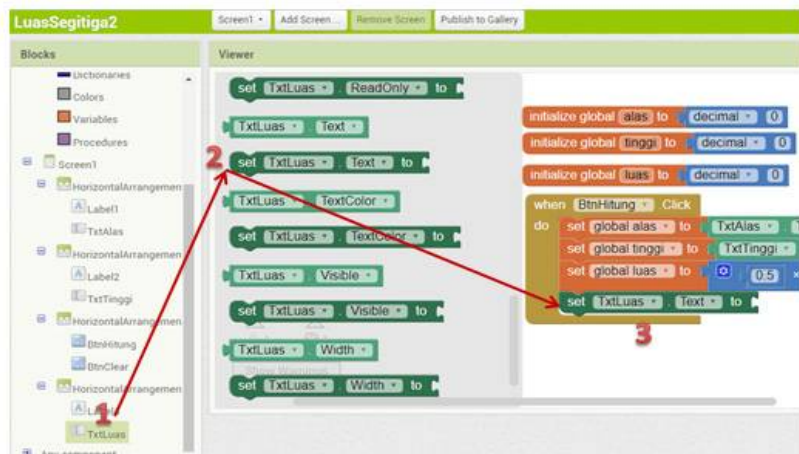 LuasSegitiga2
Screen1
Add Screen ...
Remove Screen
Publish to Gallery
Blocks
Viewer
Dictionaries
Colors
Variables
Procedures
Screen1
HorizontalArrangemen
Label1
TxtAlas
HorizontalArrangemen
Label2
TxtTinggi
HorizontalArrangemen
BtnHitung
BtnClear
HorizontalArrangemen
1
TxtLuas
set TxtLuas . ReadOnly to
TxtLuas . Text
2
set TxtLuas . Text to
TxtLuas . TextColor
set TxtLuas . TextColor to
TxtLuas . Visible
set TxtLuas . Visible to
TxtLuas . Width
Show Warnings
set TxtLuas . Width to
initialize global alas to decimal 0
initialize global tinggi to decimal 0
initialize global luas to decimal 0
when BtnHitung . Click
do set global alas to TxtAlas .
set global tinggi to TxtTinggi
set global luas to 0.5 ×
set TxtLuas . Text to
3